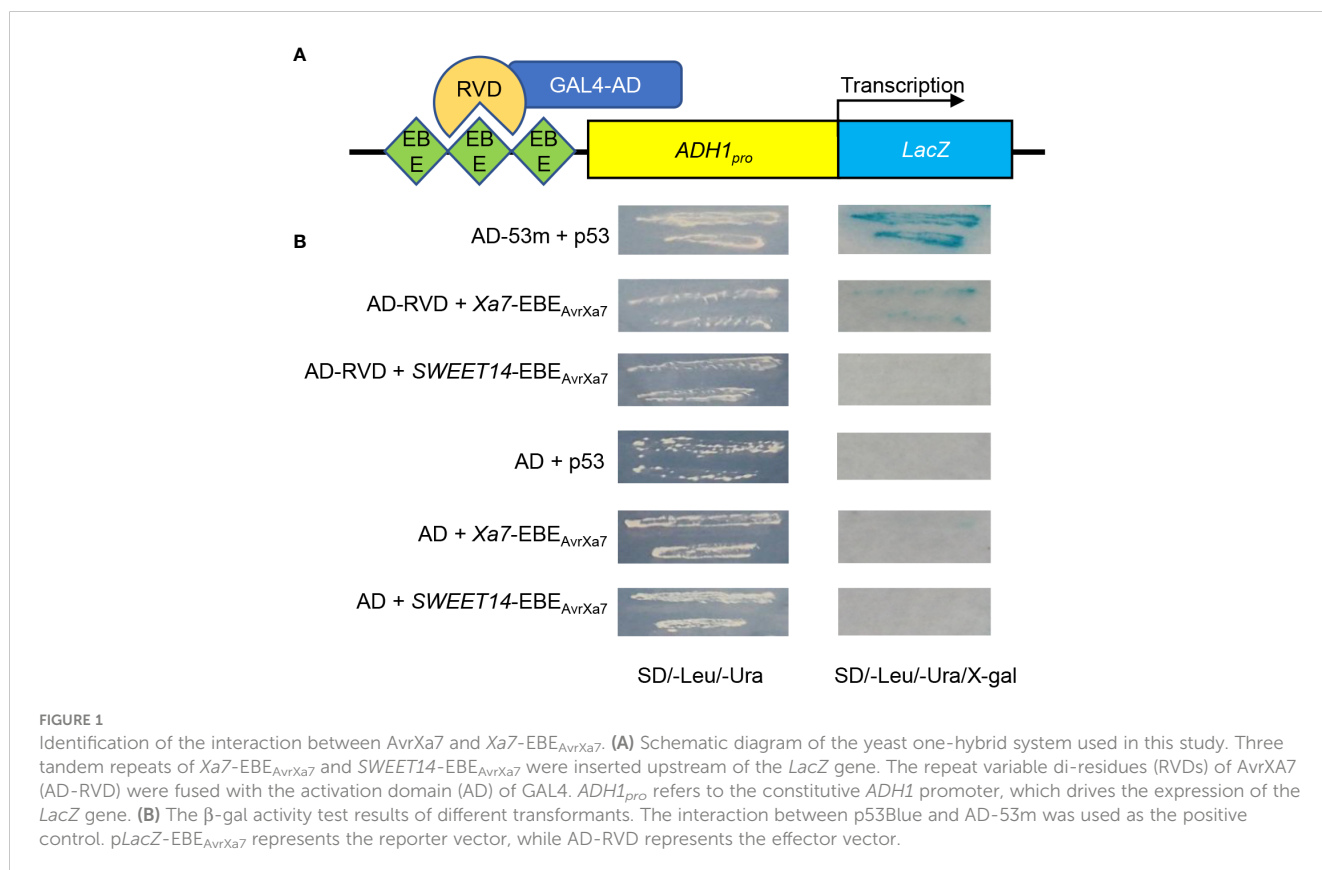 A
RVD
GAL4-AD
Transcription
EB
E
EB
E
EB
E
ADH1pro
LacZ
B
AD-53m + p53
AD-RVD + Xa7-EBEAvrXa7
AD-RVD + SWEET14-EBEAvrXa7
AD + p53
AD + Xa7-EBEAvrXa7
AD + SWEET14-EBEAvrXa7
SD/-Leu/-Ura
SD/-Leu/-Ura/X-gal
FIGURE 1
Identification of the interaction between AvrXa7 and Xa7-EBEAvrXa7. (A) Schematic diagram of the yeast one-hybrid system used in this study. Three
tandem repeats of Xa7-EBEAvrXa7 and SWEET14-EBEAvrXa7 were inserted upstream of the LacZ gene. The repeat variable di-residues (RVDs) of AvrXA7
(AD-RVD) were fused with the activation domain (AD) of GAL4. ADH1pro refers to the constitutive ADH1 promoter, which drives the expression of the
LacZ gene. (B) The β-gal activity test results of different transformants. The interaction between p53Blue and AD-53m was used as the positive
control. pLacZ-EBEAvrXa7 represents the reporter vector, while AD-RVD represents the effector vector.